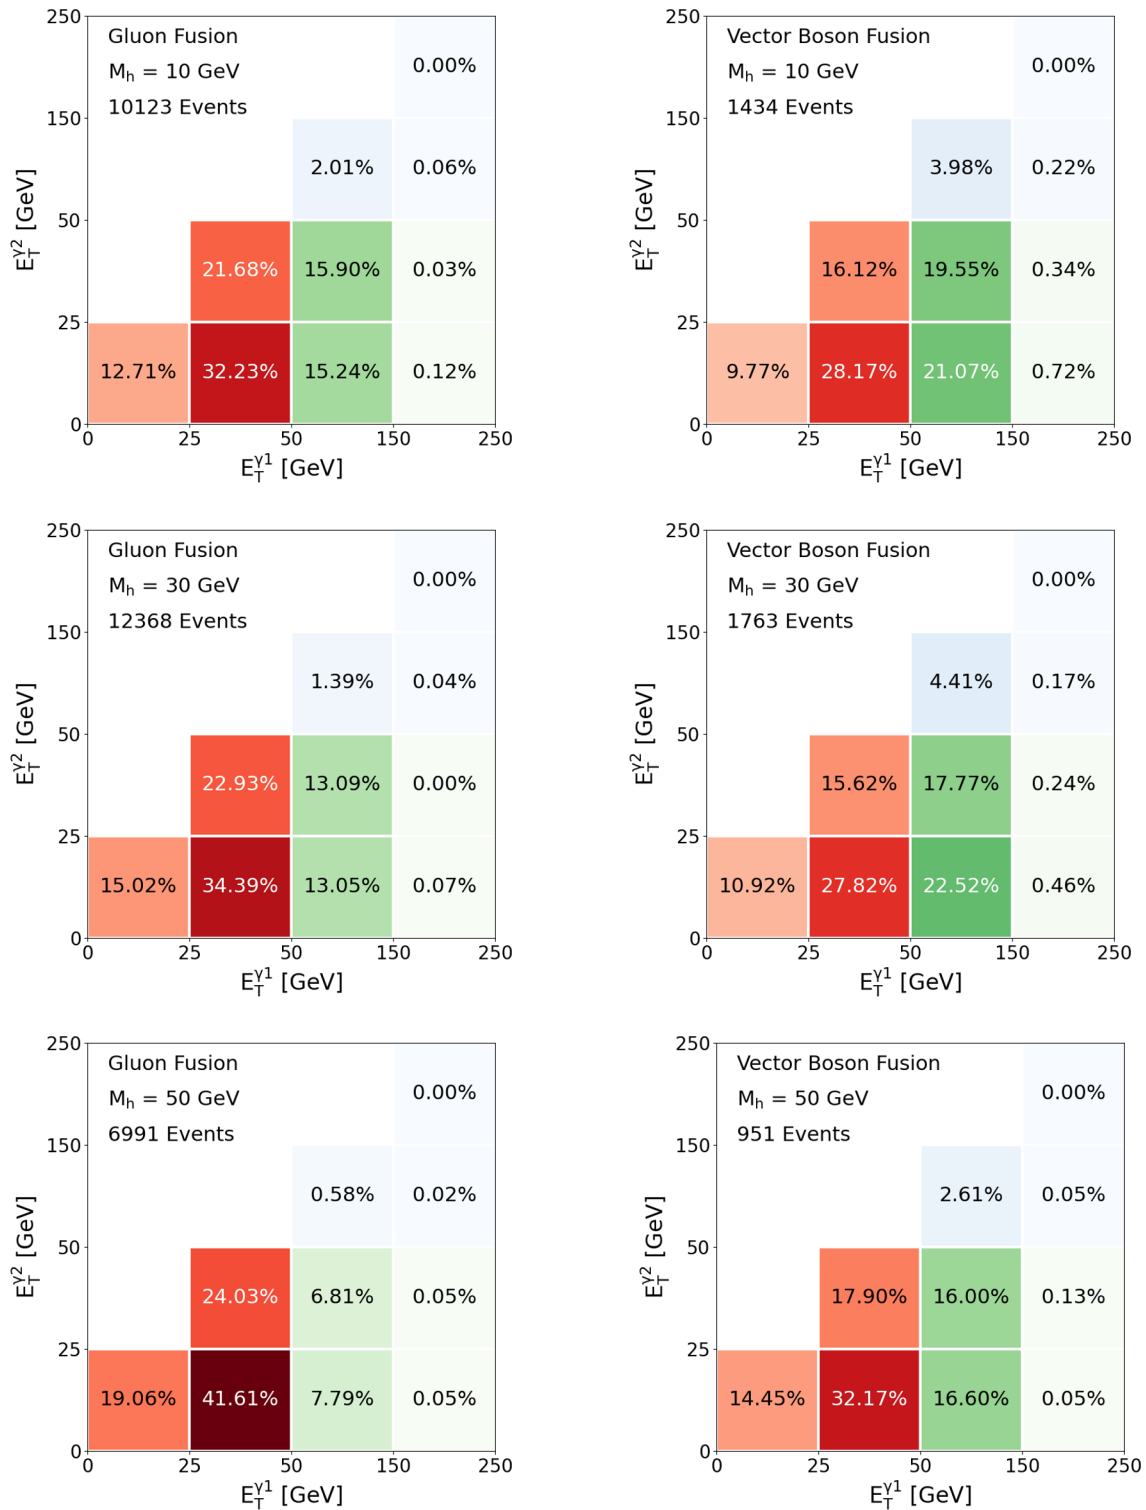 250
Gluon Fusion
M_h = 10 GeV
10123 Events
0.00%
150
2.01% 0.06%
50
21.68% 15.90% 0.03%
25
12.71% 32.23% 15.24% 0.12%
0
0 25 50 150 250
E_T^γ1 [GeV]
E_T^γ2 [GeV]
250
Vector Boson Fusion
M_h = 10 GeV
1434 Events
0.00%
150
3.98% 0.22%
50
16.12% 19.55% 0.34%
25
9.77% 28.17% 21.07% 0.72%
0
0 25 50 150 250
E_T^γ1 [GeV]
E_T^γ2 [GeV]
250
Gluon Fusion
M_h = 30 GeV
12368 Events
0.00%
150
1.39% 0.04%
50
22.93% 13.09% 0.00%
25
15.02% 34.39% 13.05% 0.07%
0
0 25 50 150 250
E_T^γ1 [GeV]
E_T^γ2 [GeV]
250
Vector Boson Fusion
M_h = 30 GeV
1763 Events
0.00%
150
4.41% 0.17%
50
15.62% 17.77% 0.24%
25
10.92% 27.82% 22.52% 0.46%
0
0 25 50 150 250
E_T^γ1 [GeV]
E_T^γ2 [GeV]
250
Gluon Fusion
M_h = 50 GeV
6991 Events
0.00%
150
0.58% 0.02%
50
24.03% 6.81% 0.05%
25
19.06% 41.61% 7.79% 0.05%
0
0 25 50 150 250
E_T^γ1 [GeV]
E_T^γ2 [GeV]
250
Vector Boson Fusion
M_h = 50 GeV
951 Events
0.00%
150
2.61% 0.05%
50
17.90% 16.00% 0.13%
25
14.45% 32.17% 16.60% 0.05%
0
0 25 50 150 250
E_T^γ1 [GeV]
E_T^γ2 [GeV]